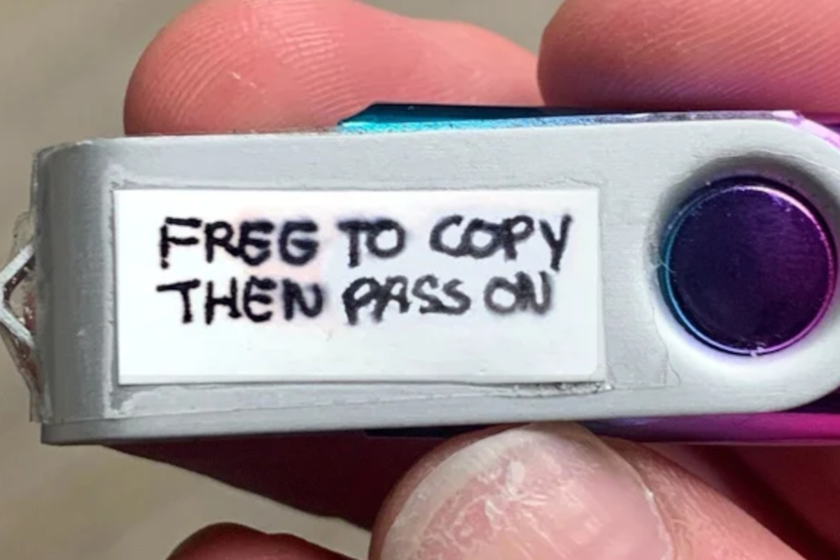 FREG TO COPY
THEN PASS ON